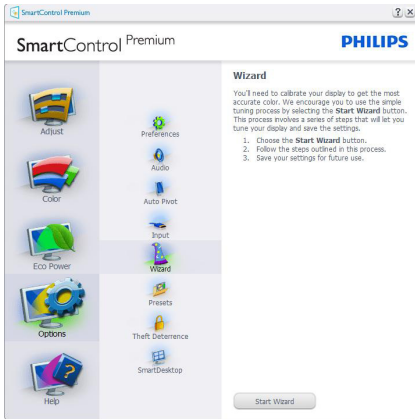 SmartControl Premium
SmartControl Premium
PHILIPS
Adjust
Color
Eco Power
Options
Help
Preferences
Audio
Auto Pivot
Input
Wizard
Presets
Theft Deterrence
SmartDesktop
Wizard
You'll need to calibrate your display to get the most
accurate color. We encourage you to use the simple
tuning process by selecting the Start Wizard button.
This process involves a series of steps that will let you
tune your display and save the settings.
1. Choose the Start Wizard button.
2. Follow the steps outlined in this process.
3. Save your settings for future use.
Start Wizard